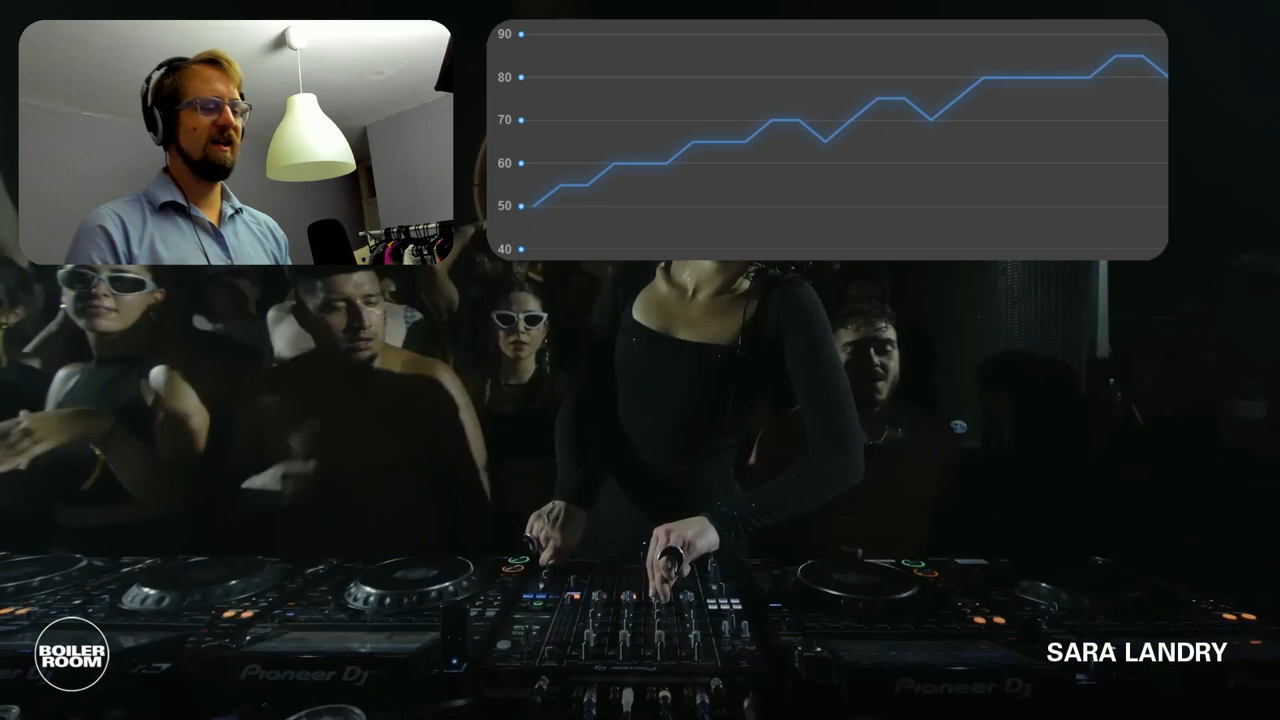 90
80
70
60
50
40
BOILER
ROOM
SARA LANDRY
Pioneer Dj
Pioneer Dj